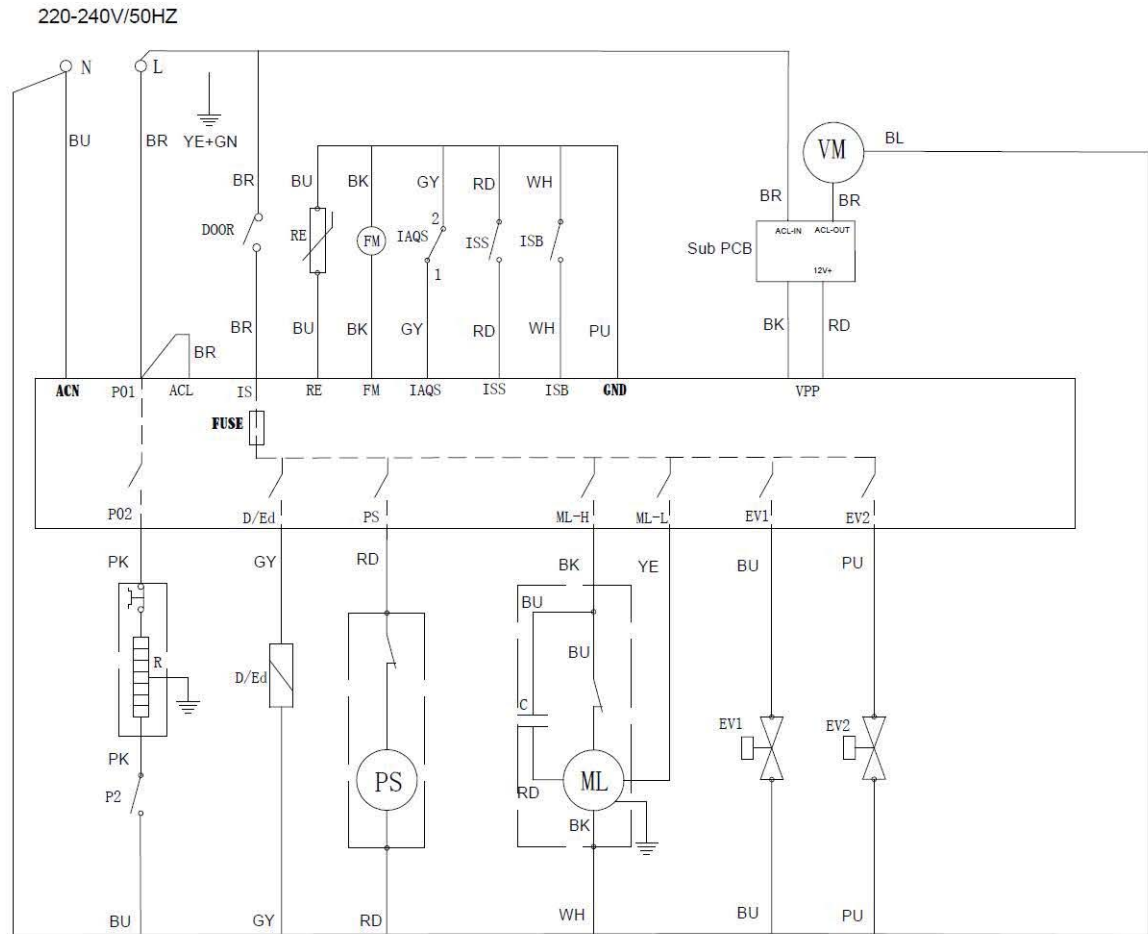 220-240V/50HZ
N L
BU BR YE+GN VM BL
BR BU BK GY RD WH BR BR
DOOR RE FM IAQS 2 ISS ISB ACL-IN ACL-OUT
Sub PCB
1 12V+
BR BU BK GY RD WH PU BK RD
BR
ACN P01 ACL IS RE FM IAQS ISS ISB GND VPP
FUSE
P02 D/Ed PS ML-H ML-L EV1 EV2
PK GY RD BK YE BU PU
BU
BU
R D/Ed
C EV1 EV2
PK PS ML
P2 RD
BK
BU GY RD WH BU PU